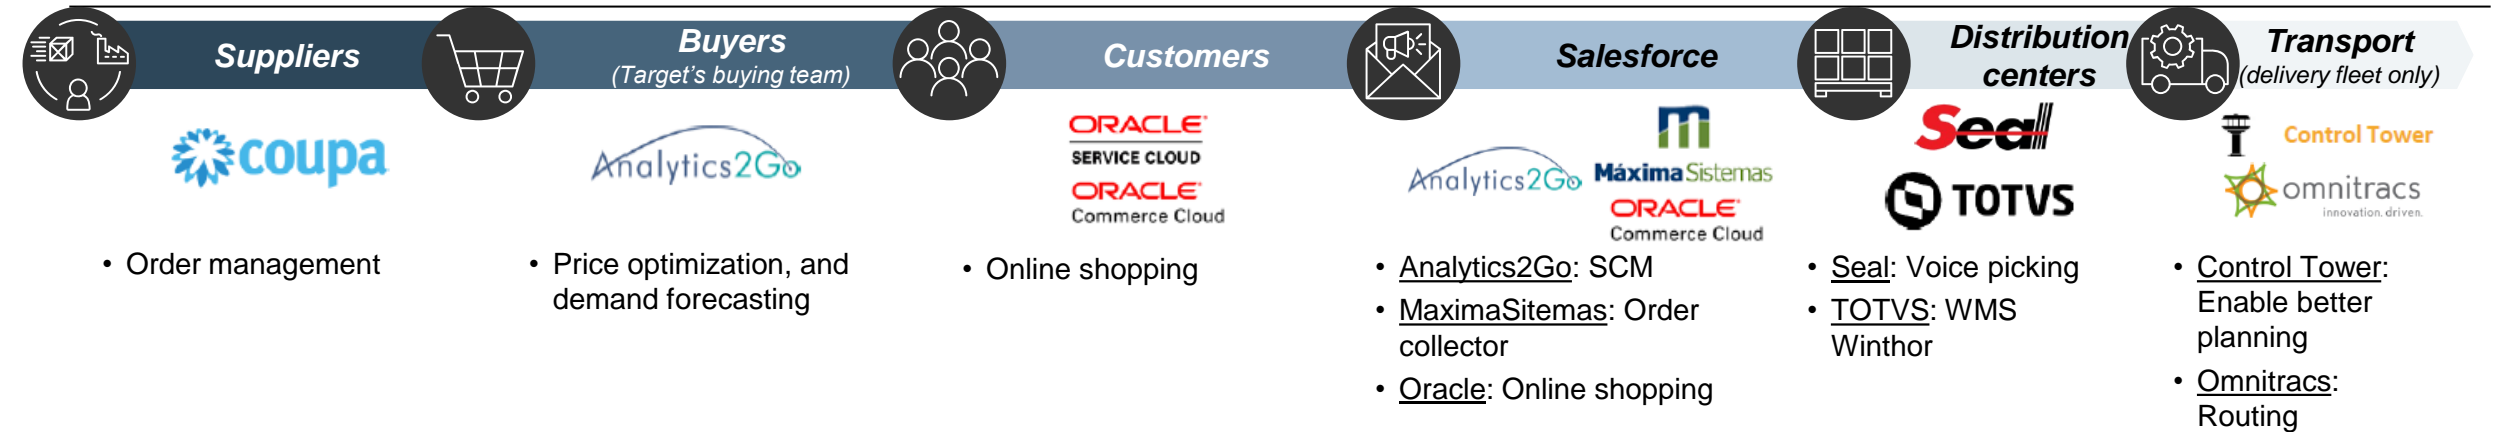 Suppliers
Buyers
(Target's buying team)
Customers
Salesforce
Distribution
centers
Transport
(delivery fleet only)
coupa
Analytics2Go
ORACLE
SERVICE CLOUD
ORACLE
Commerce Cloud
Analytics2Go
Máxima Sistemas
ORACLE
Commerce Cloud
Seal
TOTVS
Control Tower
omnitracs
innovation. driven.
• Order management
• Price optimization, and
demand forecasting
• Online shopping
• Analytics2Go: SCM
• MaximaSitemas: Order
collector
• Oracle: Online shopping
• Seal: Voice picking
• TOTVS: WMS
Winthor
• Control Tower:
Enable better
planning
• Omnitracs:
Routing